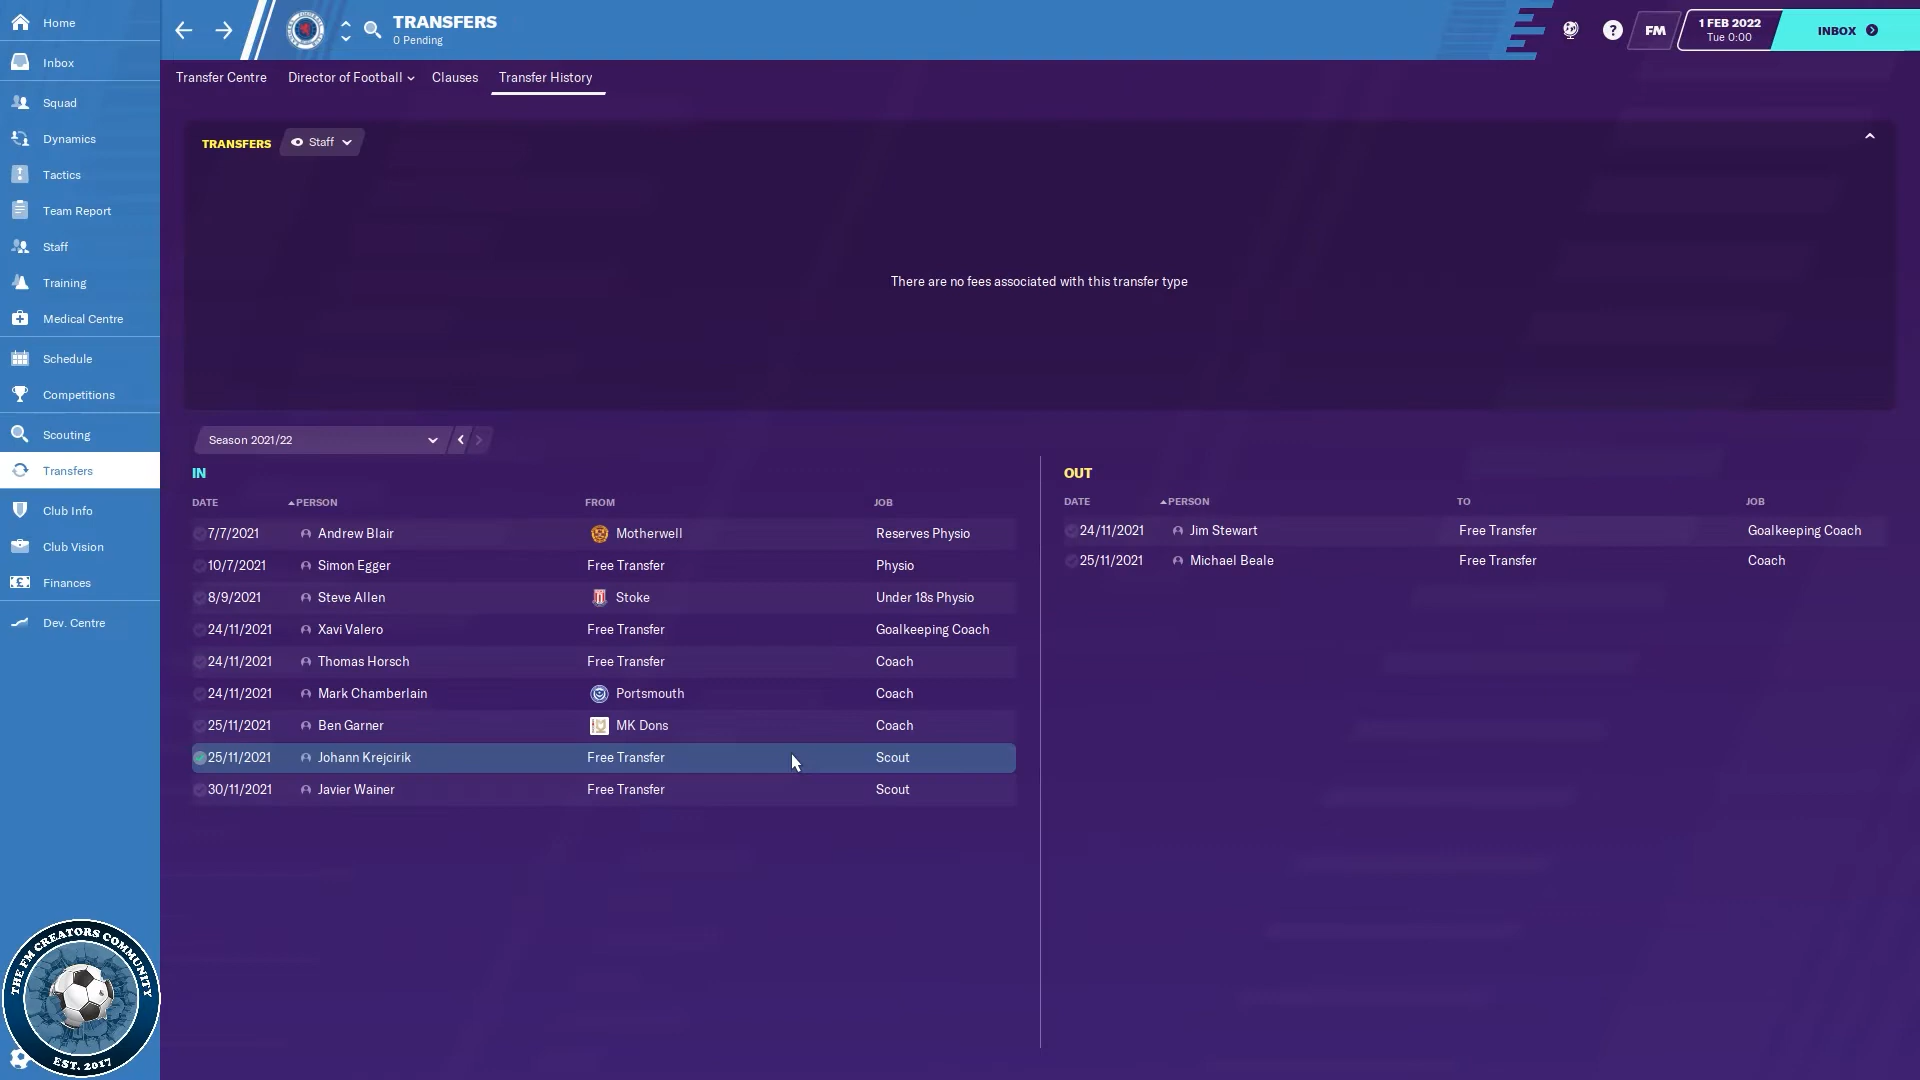 Home
Inbox
Squad
Dynamics
Tactics
Team Report
Staff
Training
Medical Centre
Schedule
Competitions
Scouting
Transfers
Club Info
Club Vision
Finances
Dev. Centre
THE FM CREATORS COMMUNITY
EST. 2017
TRANSFERS
0 Pending
?
FM
1 FEB 2022
Tue 0:00
INBOX
Transfer Centre Director of Football Clauses Transfer History
TRANSFERS Staff
There are no fees associated with this transfer type
Season 2021/22
IN
DATE PERSON FROM JOB
7/7/2021 Andrew Blair Motherwell Reserves Physio
10/7/2021 Simon Egger Free Transfer Physio
8/9/2021 Steve Allen Stoke Under 18s Physio
24/11/2021 Xavi Valero Free Transfer Goalkeeping Coach
24/11/2021 Thomas Horsch Free Transfer Coach
24/11/2021 Mark Chamberlain Portsmouth Coach
25/11/2021 Ben Garner MK Dons Coach
25/11/2021 Johann Krejcirik Free Transfer Scout
30/11/2021 Javier Wainer Free Transfer Scout
OUT
DATE PERSON TO JOB
24/11/2021 Jim Stewart Free Transfer Goalkeeping Coach
25/11/2021 Michael Beale Free Transfer Coach